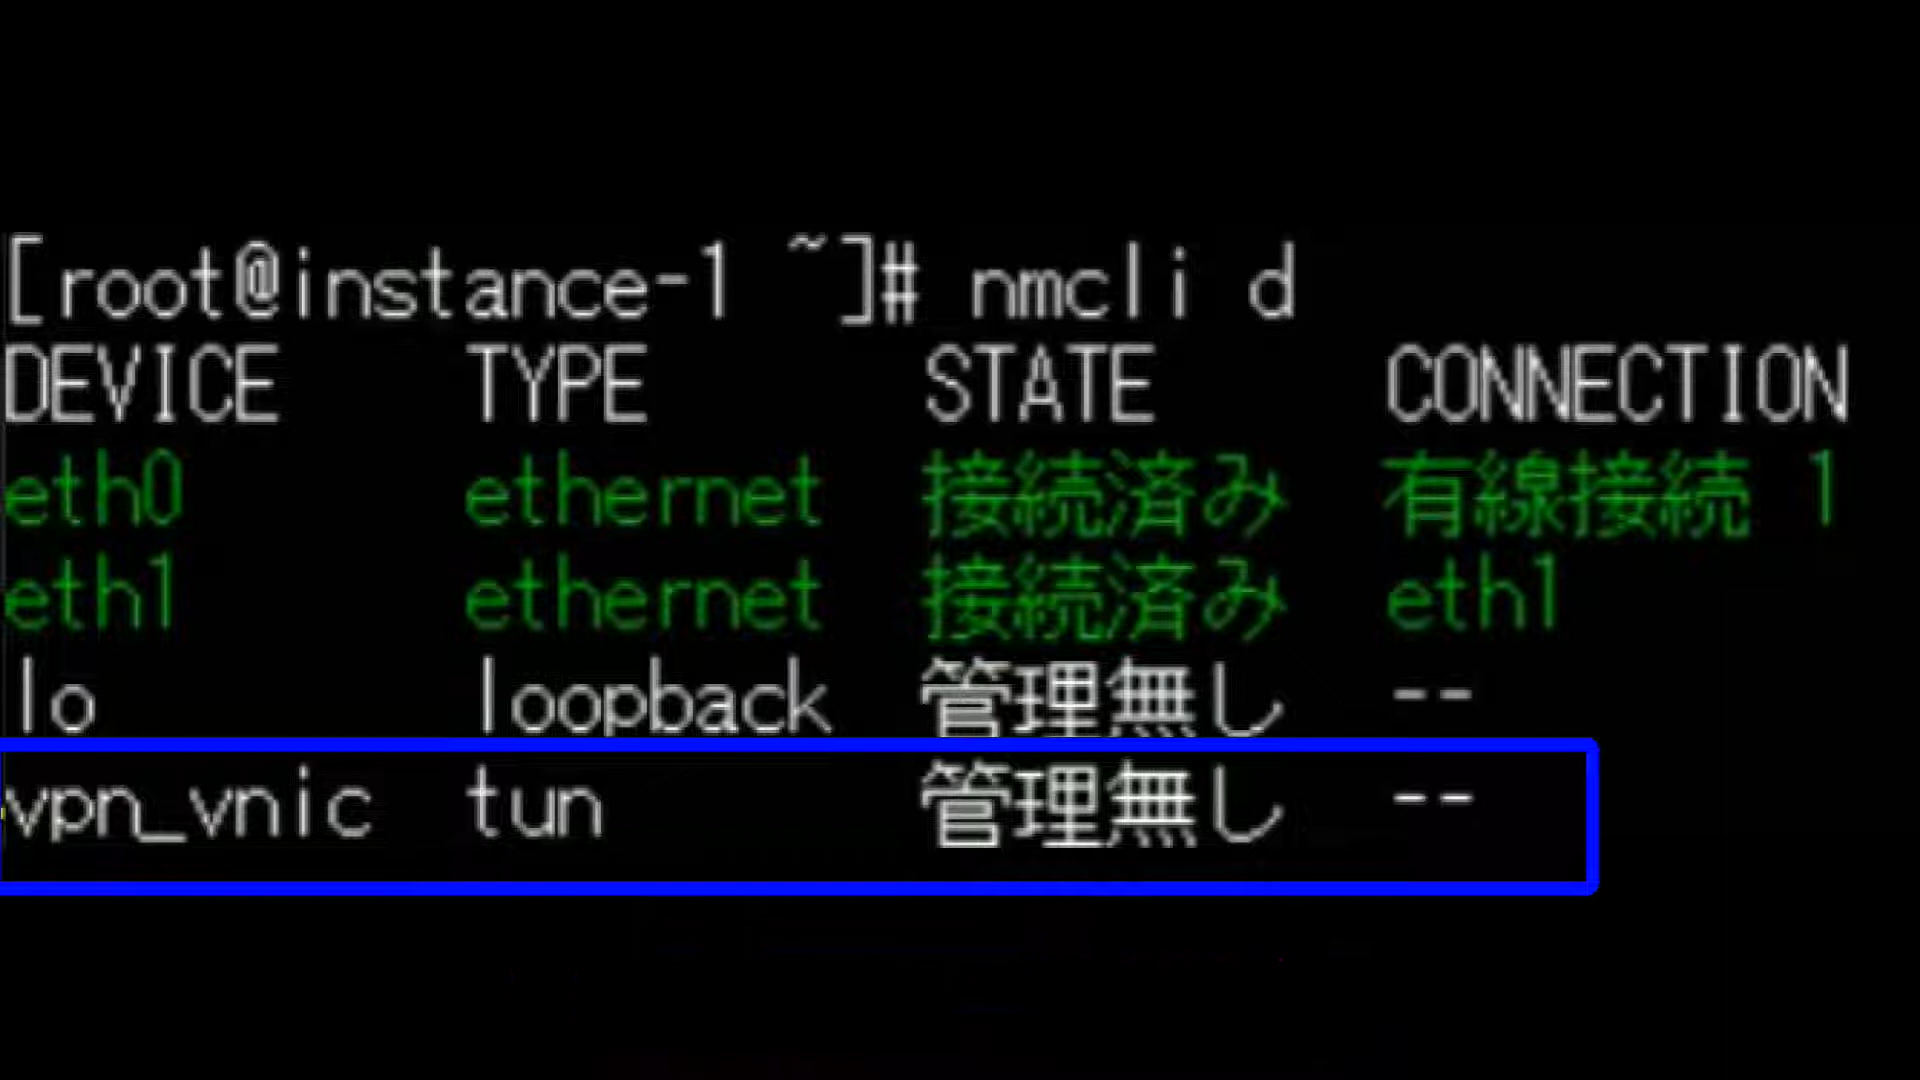 [root@instance-1 ~]# nmcli d
DEVICE TYPE STATE CONNECTION
eth0 ethernet 接続済み 有線接続 1
eth1 ethernet 接続済み eth1
lo loopback 管理無し --
vpn_vnic tun 管理無し --